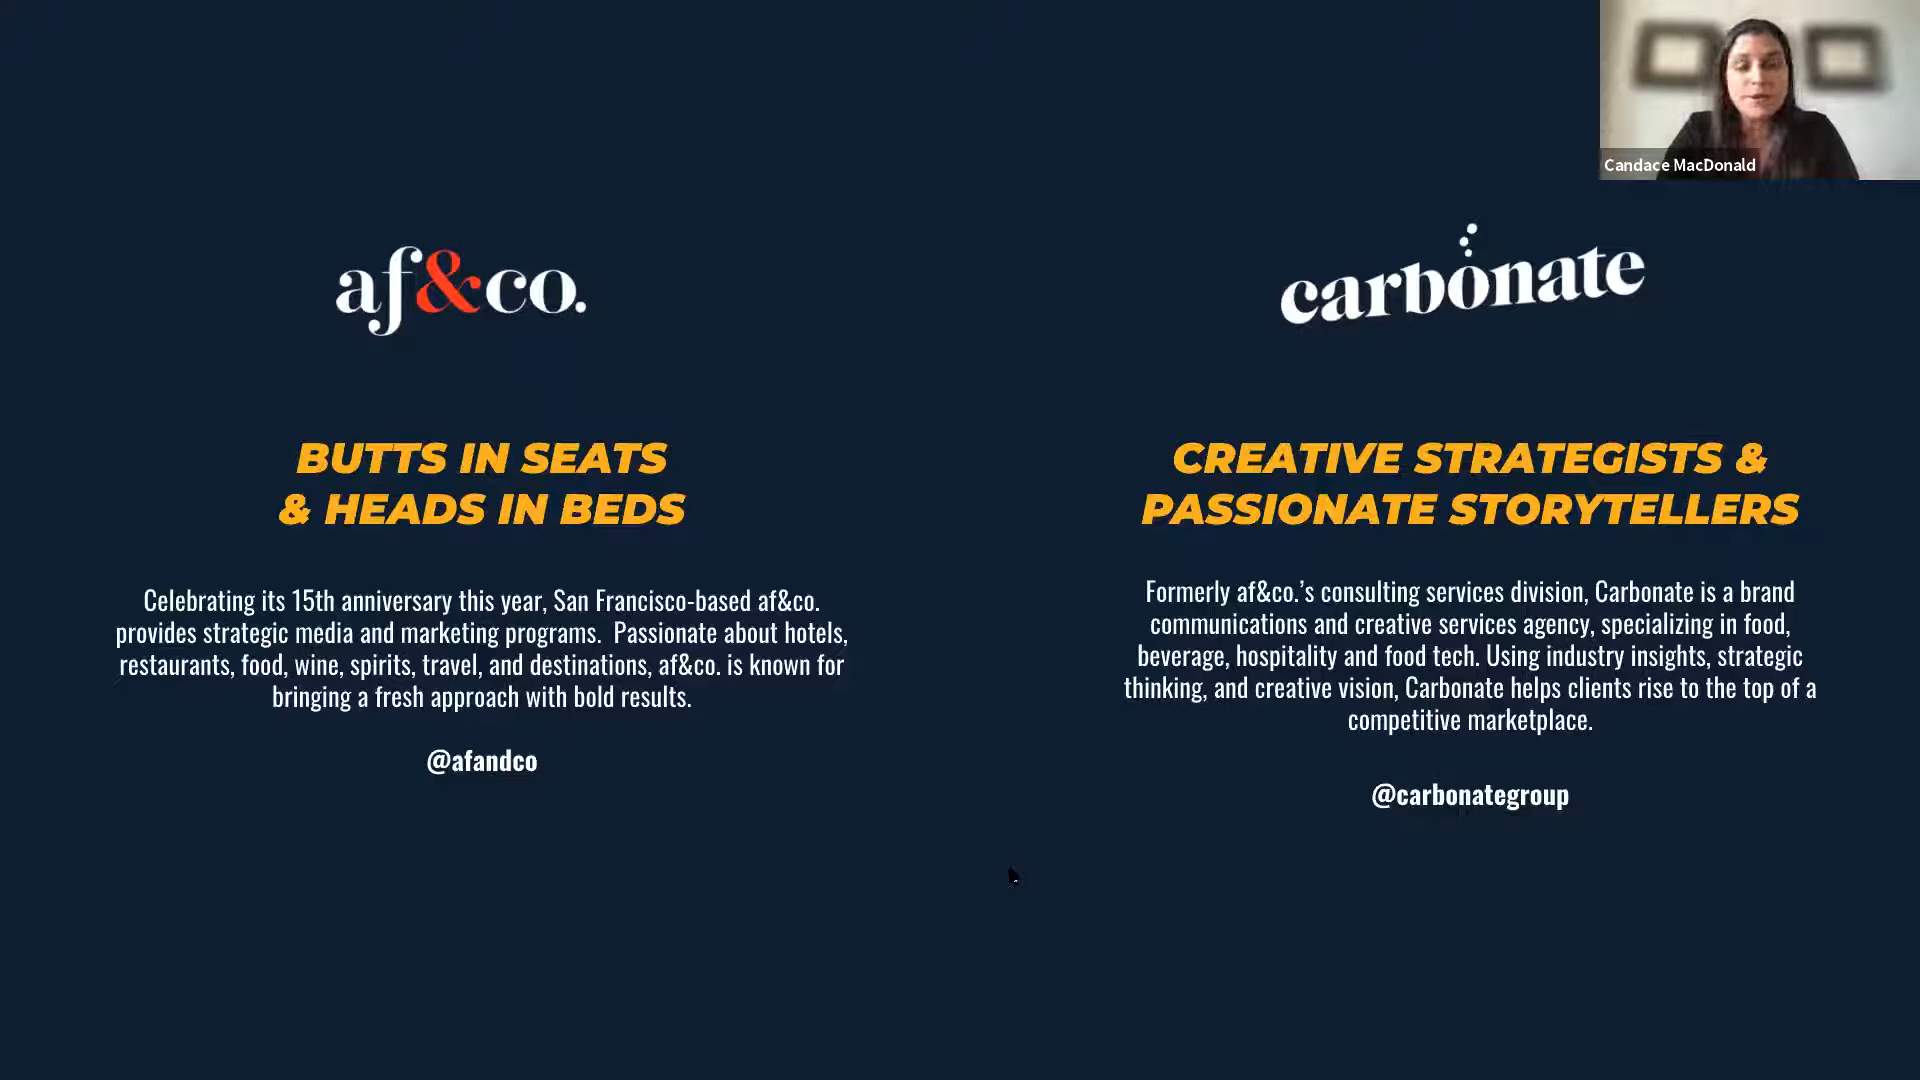 Candace MacDonald
af&co.
BUTTS IN SEATS
& HEADS IN BEDS
Celebrating its 15th anniversary this year, San Francisco-based af&co.
provides strategic media and marketing programs.  Passionate about hotels,
restaurants, food, wine, spirits, travel, and destinations, af&co. is known for
bringing a fresh approach with bold results.
@afandco
carbonate
CREATIVE STRATEGISTS &
PASSIONATE STORYTELLERS
Formerly af&co.’s consulting services division, Carbonate is a brand
communications and creative services agency, specializing in food,
beverage, hospitality and food tech. Using industry insights, strategic
thinking, and creative vision, Carbonate helps clients rise to the top of a
competitive marketplace.
@carbonategroup